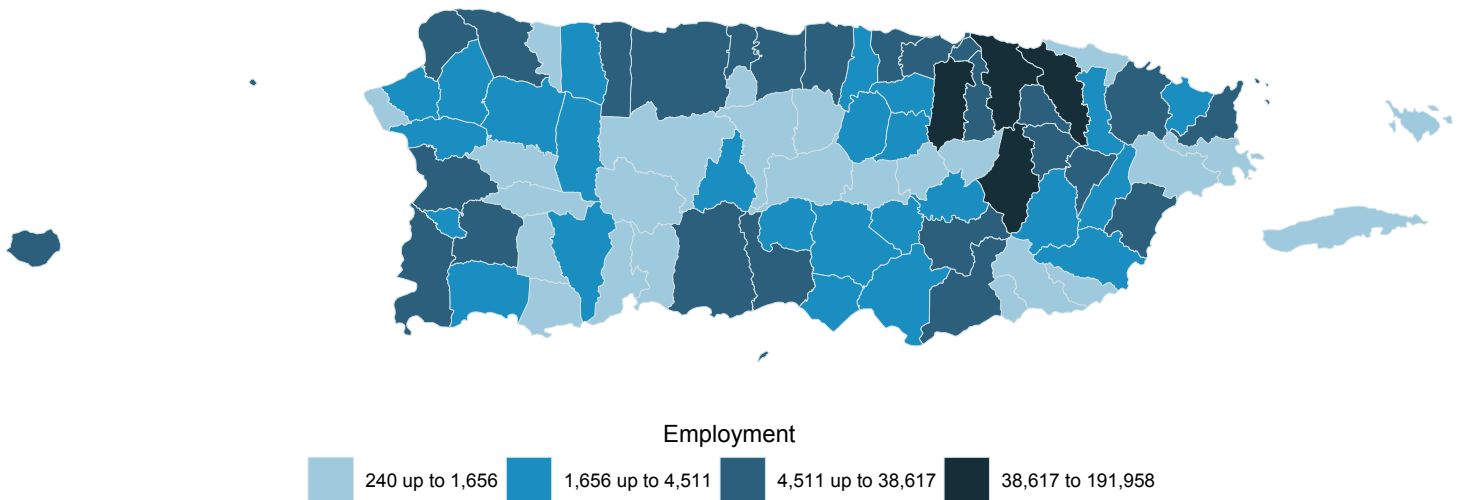 Employment
240 up to 1,656 1,656 up to 4,511 4,511 up to 38,617 38,617 to 191,958